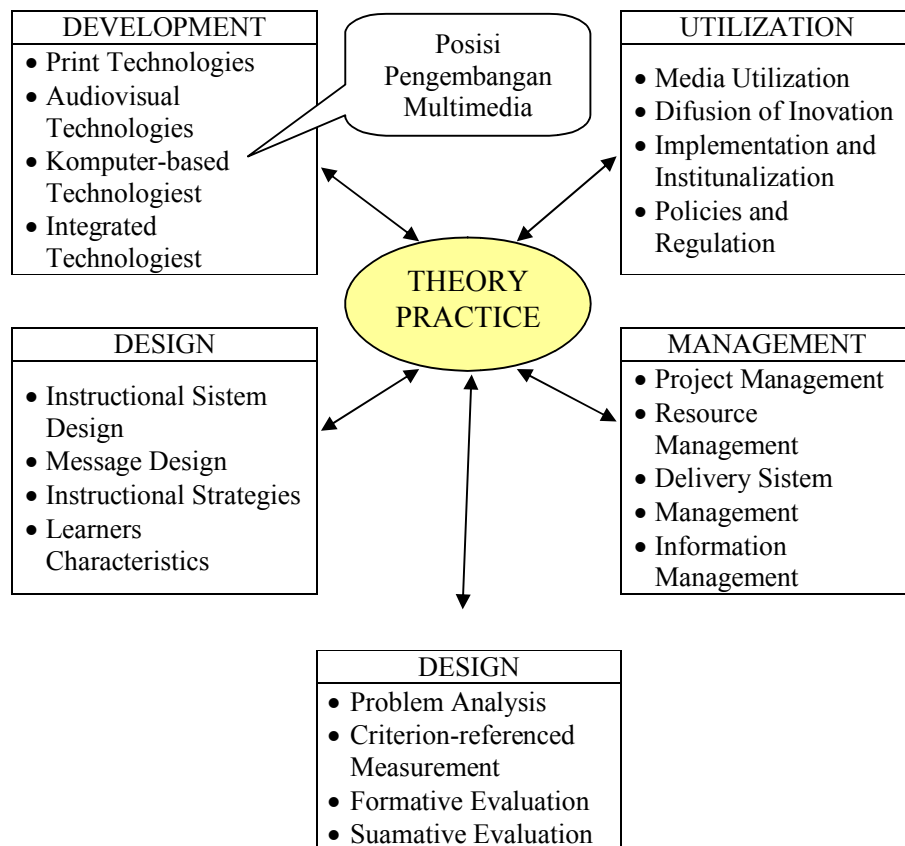 DEVELOPMENT
• Print Technologies
• Audiovisual
Technologies
• Komputer-based
Technologiest
• Integrated
Technologiest
Posisi
Pengembangan
Multimedia
UTILIZATION
• Media Utilization
• Difusion of Inovation
• Implementation and
Institunalization
• Policies and
Regulation
THEORY
PRACTICE
DESIGN
• Instructional Sistem
Design
• Message Design
• Instructional Strategies
• Learners
Characteristics
MANAGEMENT
• Project Management
• Resource
Management
• Delivery Sistem
• Management
• Information
Management
DESIGN
• Problem Analysis
• Criterion-referenced
Measurement
• Formative Evaluation
• Suamative Evaluation